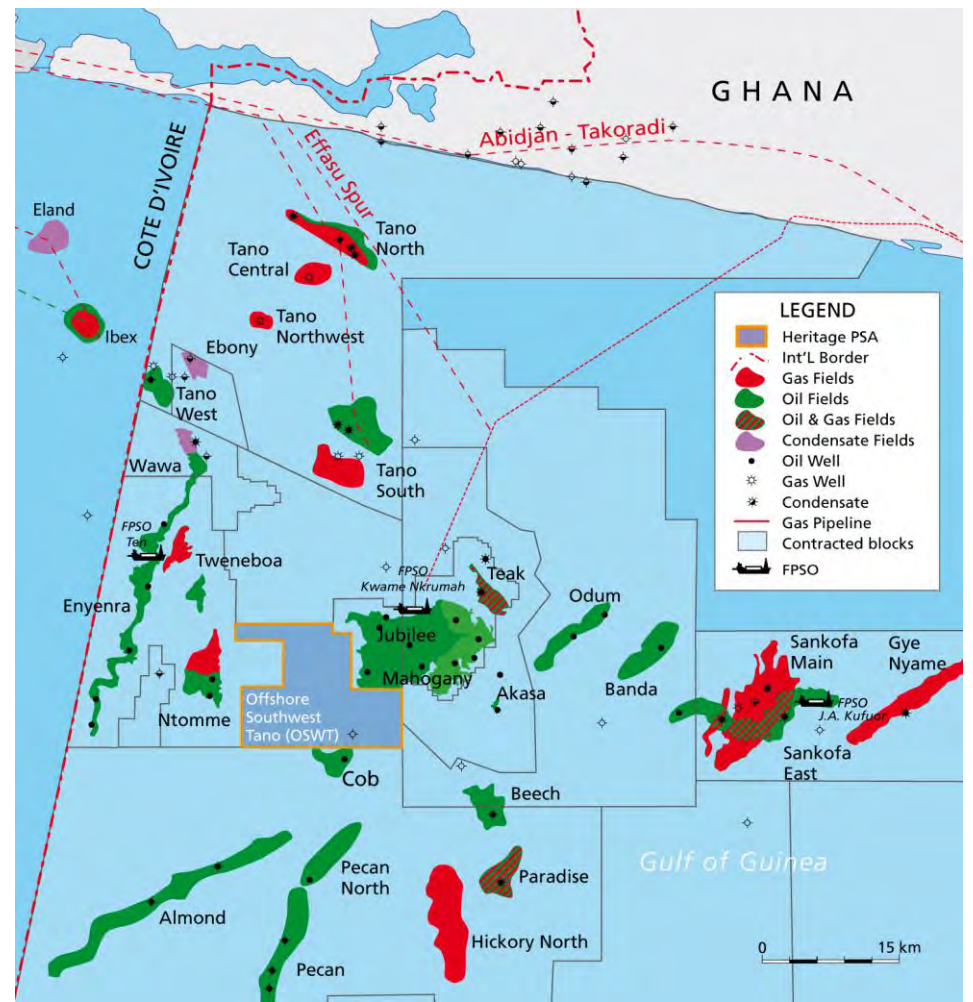 GHANA
Abidjan - Takoradi
Effasu Spur
COTE D'IVOIRE
Eland
Ibex
Tano
North
Tano
Central
Tano
Northwest
Ebony
Tano
West
Wawa
Tano
South
FPSO
Ten
Tweneboa
Enyenra
Ntomme
FPSO
Kwame Nkrumah
Teak
Jubilee
Mahogany
Akasa
Odum
Banda
Offshore
Southwest
Tano (OSWT)
Cob
Beech
Sankofa
Main
Gye
Nyame
FPSO
J.A. Kufuor
Sankofa
East
Gulf of Guinea
Pecan
North
Paradise
Almond
Hickory North
Pecan
0 15 km
LEGEND
Heritage PSA
Int'L Border
Gas Fields
Oil Fields
Oil & Gas Fields
Condensate Fields
Oil Well
Gas Well
Condensate
Gas Pipeline
Contracted blocks
FPSO